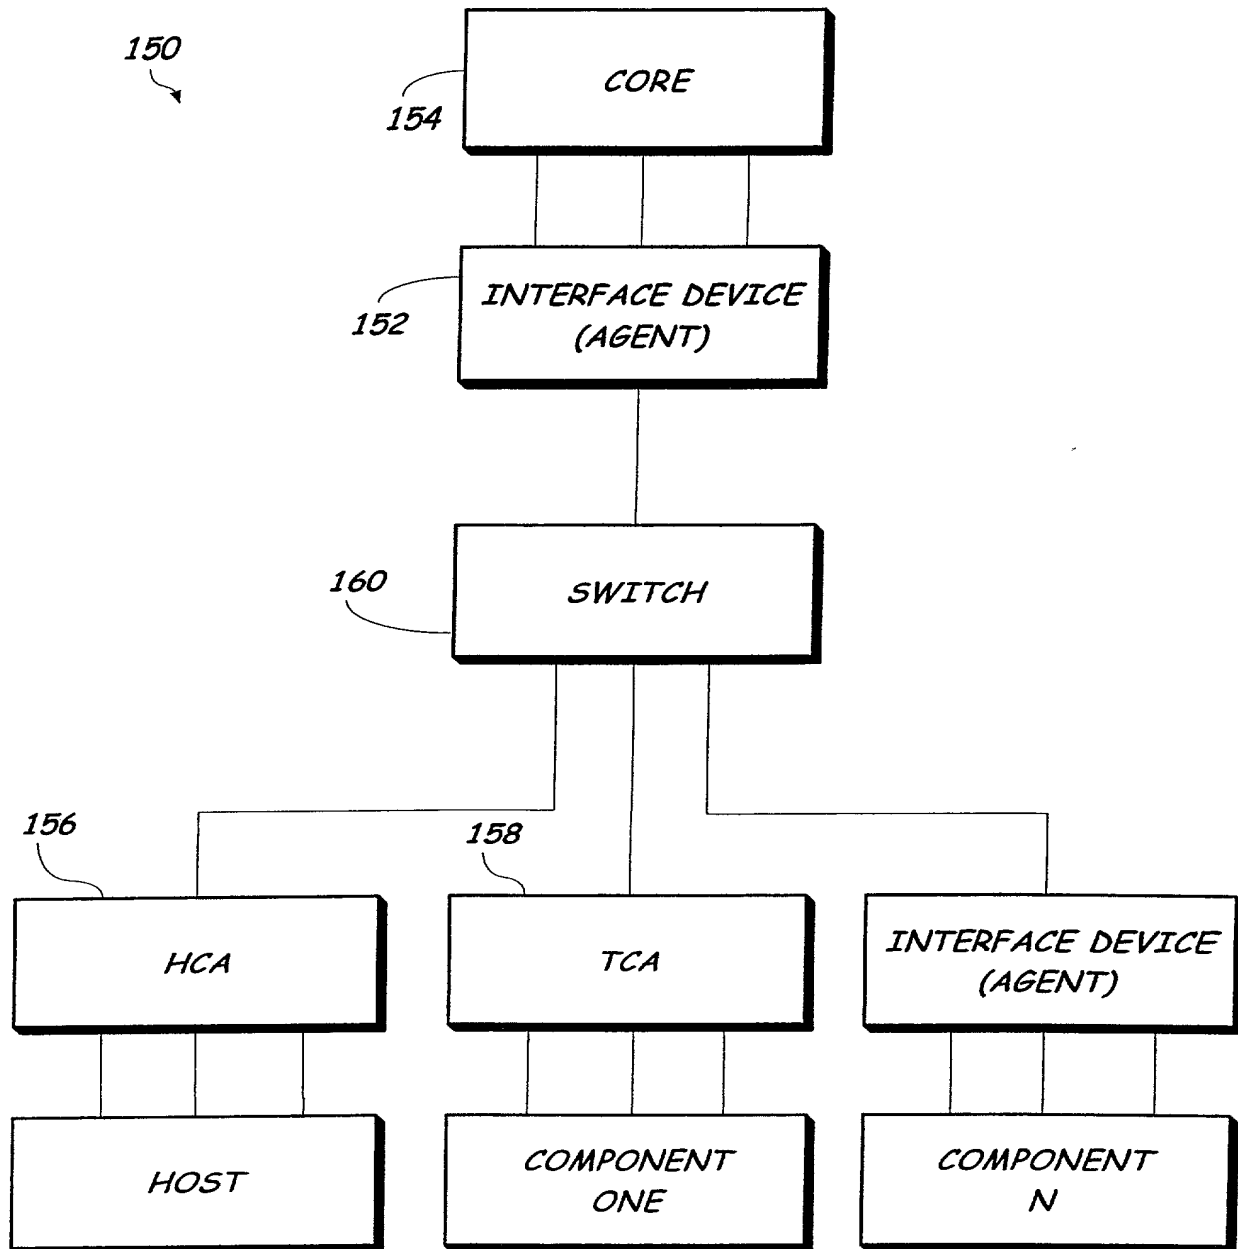 150
CORE
154
INTERFACE DEVICE
(AGENT)
152
SWITCH
160
156
158
HCA
TCA
INTERFACE DEVICE
(AGENT)
HOST
COMPONENT
ONE
COMPONENT
N